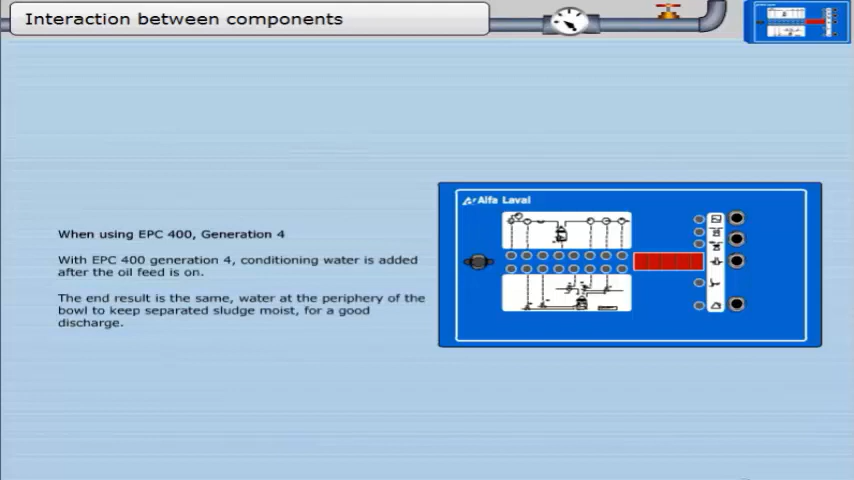 Interaction between components
Alfa Laval
When using EPC 400, Generation 4
With EPC 400 generation 4, conditioning water is added
after the oil feed is on.
The end result is the same, water at the periphery of the
bowl to keep separated sludge moist, for a good
discharge.